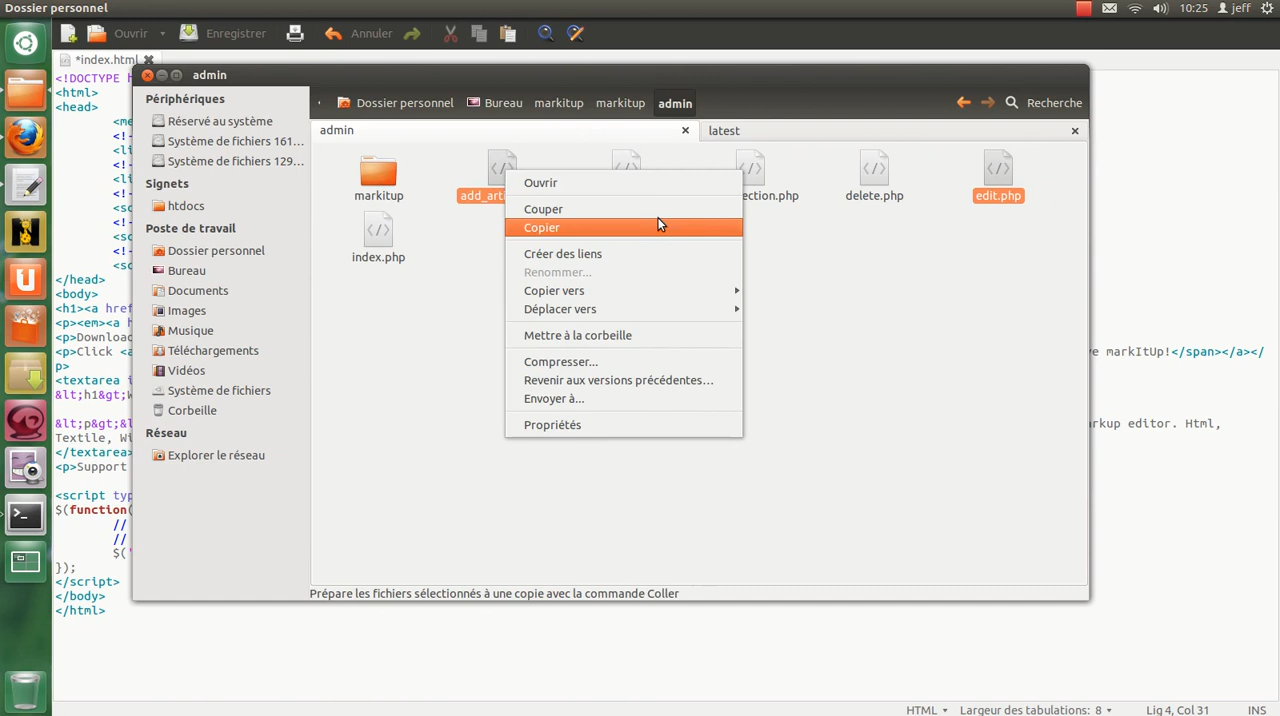 Dossier personnel
10:25
jeff
Ouvrir
Enregistrer
Annuler
*index.html
<!DOCTYPE
<html>
<head>
<!-
<!-
<!-
</head>
<body>
<h1><a href
<p><em><a h
<p>Download
<p>Click <a
p>
<textarea i
&lt;h1&gt;W
&lt;p&gt;&l
Textile, Wi
</textarea>
<p>Support
<script typ
$(function(
//
//
$('
});
</script>
</body>
</html>
e markItUp!</span></a></
arkup editor. Html,
admin
Périphériques
Réservé au système
Système de fichiers 161...
Système de fichiers 129...
Signets
htdocs
Poste de travail
Dossier personnel
Bureau
Documents
Images
Musique
Téléchargements
Vidéos
Système de fichiers
Corbeille
Réseau
Explorer le réseau
Dossier personnel
Bureau
markitup
markitup
admin
Recherche
admin
latest
markitup
add_arti
ection.php
delete.php
edit.php
index.php
Ouvrir
Couper
Copier
Créer des liens
Renommer...
Copier vers
Déplacer vers
Mettre à la corbeille
Compresser...
Revenir aux versions précédentes...
Envoyer à...
Propriétés
Prépare les fichiers sélectionnés à une copie avec la commande Coller
HTML
Largeur des tabulations: 8
Lig 4, Col 31
INS